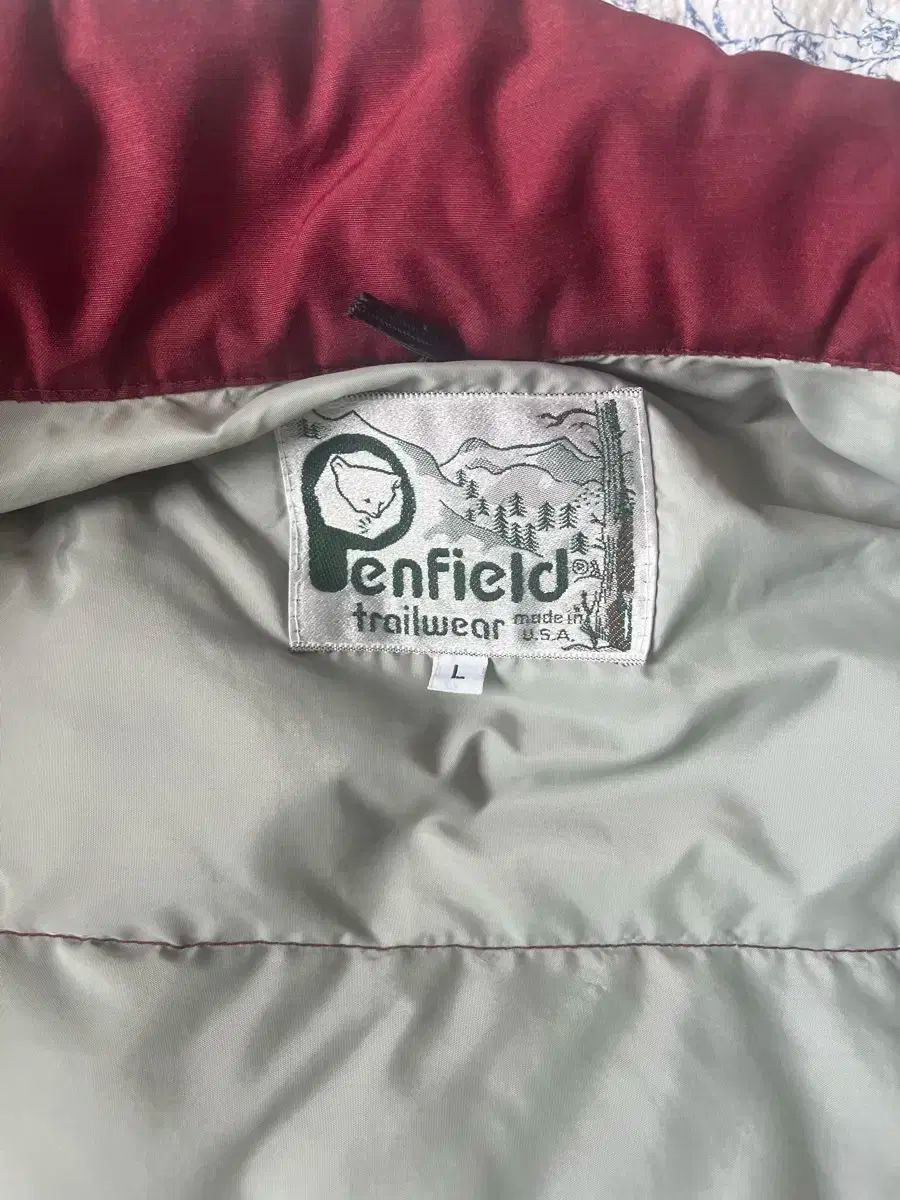 Penfield®
trailwear
made in
U.S.A.
L